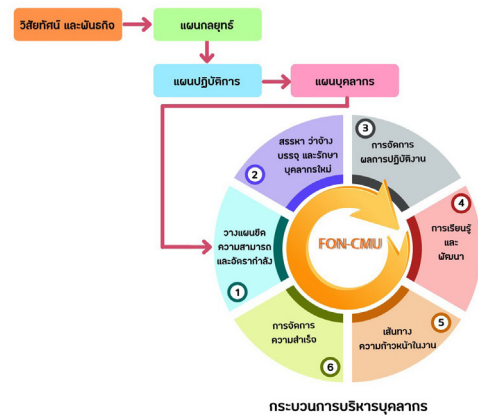 วิสัยทัศน์ และพันธกิจ
แผนกลยุทธ์
แผนปฏิบัติการ
แผนบุคลากร
วางแผนขีด
ความสามารถ
และอัตรากำลัง
1
สรรหา ว่าจ้าง
บรรจุ และรักษา
บุคลากรใหม่
2
3
การจัดการ
ผลการปฏิบัติงาน
4
การเรียนรู้
และ
พัฒนา
5
เส้นทาง
ความก้าวหน้าในงาน
การจัดการ
ความสำเร็จ
6
FON-CMU
กระบวนการบริหารบุคลากร